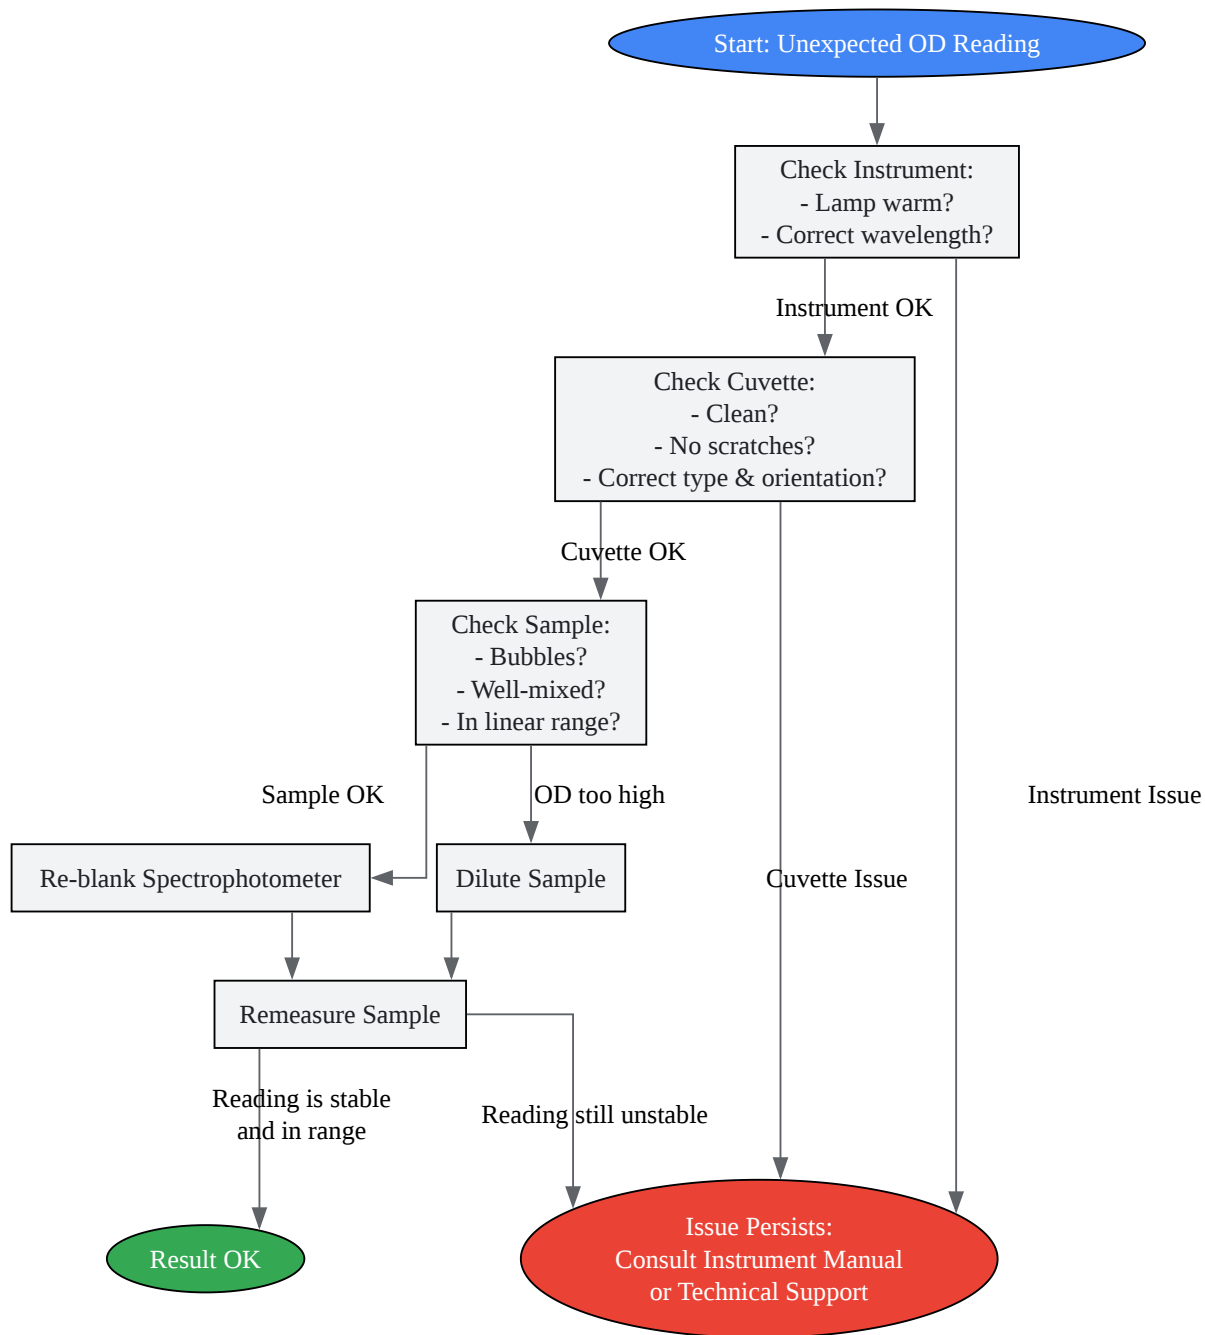 Start: Unexpected OD Reading
Check Instrument:
- Lamp warm?
- Correct wavelength?
Instrument OK
Check Cuvette:
- Clean?
- No scratches?
- Correct type & orientation?
Cuvette OK
Check Sample:
- Bubbles?
- Well-mixed?
- In linear range?
Sample OK
OD too high
Instrument Issue
Re-blank Spectrophotometer
Dilute Sample
Cuvette Issue
Remeasure Sample
Reading is stable
and in range
Reading still unstable
Result OK
Issue Persists:
Consult Instrument Manual
or Technical Support